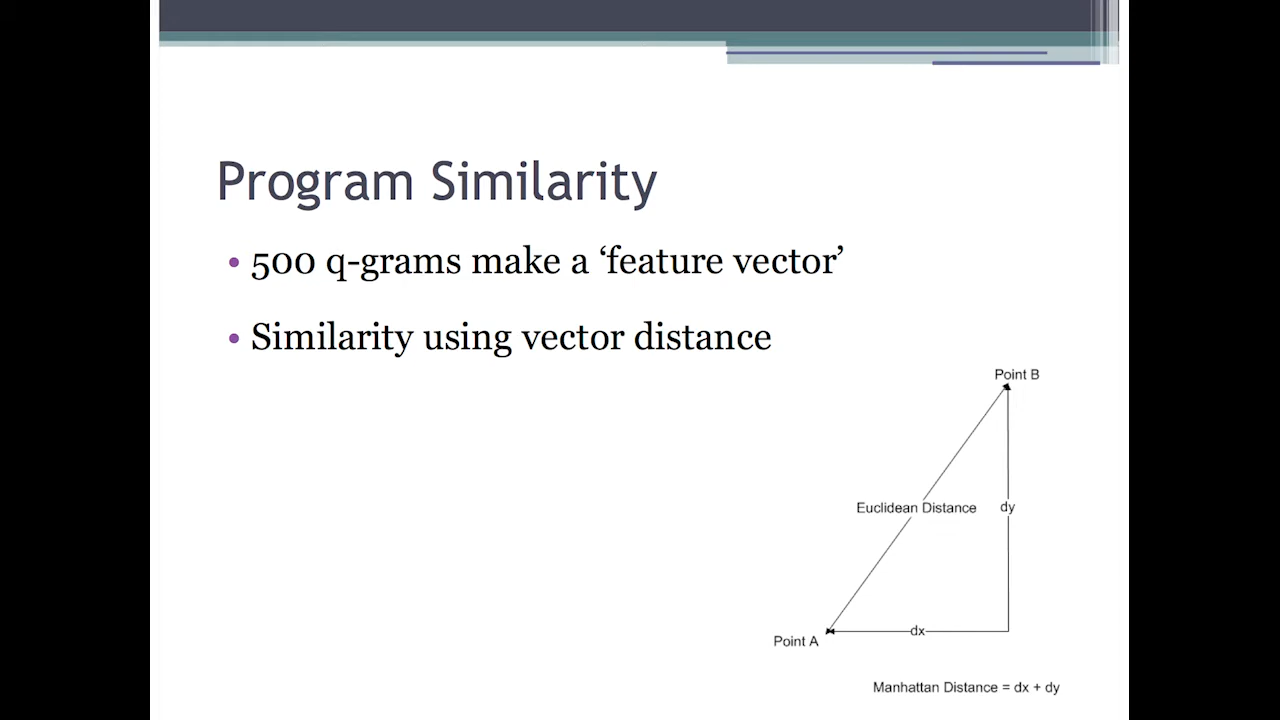 Program Similarity
• 500 q-grams make a ‘feature vector’
• Similarity using vector distance
Point B
Euclidean Distance
dy
Point A
dx
Manhattan Distance = dx + dy